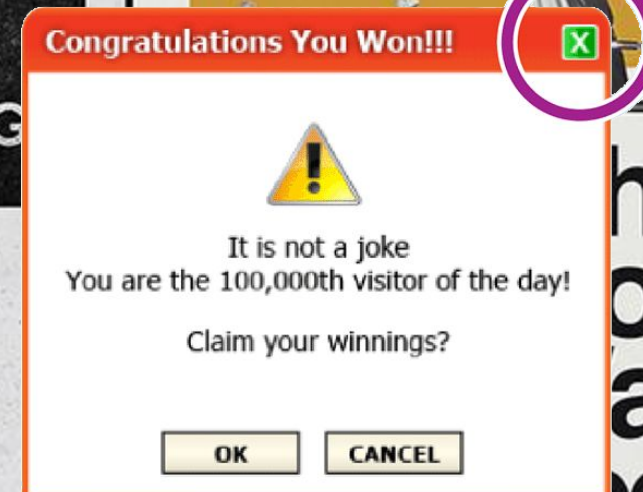 Congratulations You Won!!!
X
It is not a joke
You are the 100,000th visitor of the day!
Claim your winnings?
OK
CANCEL